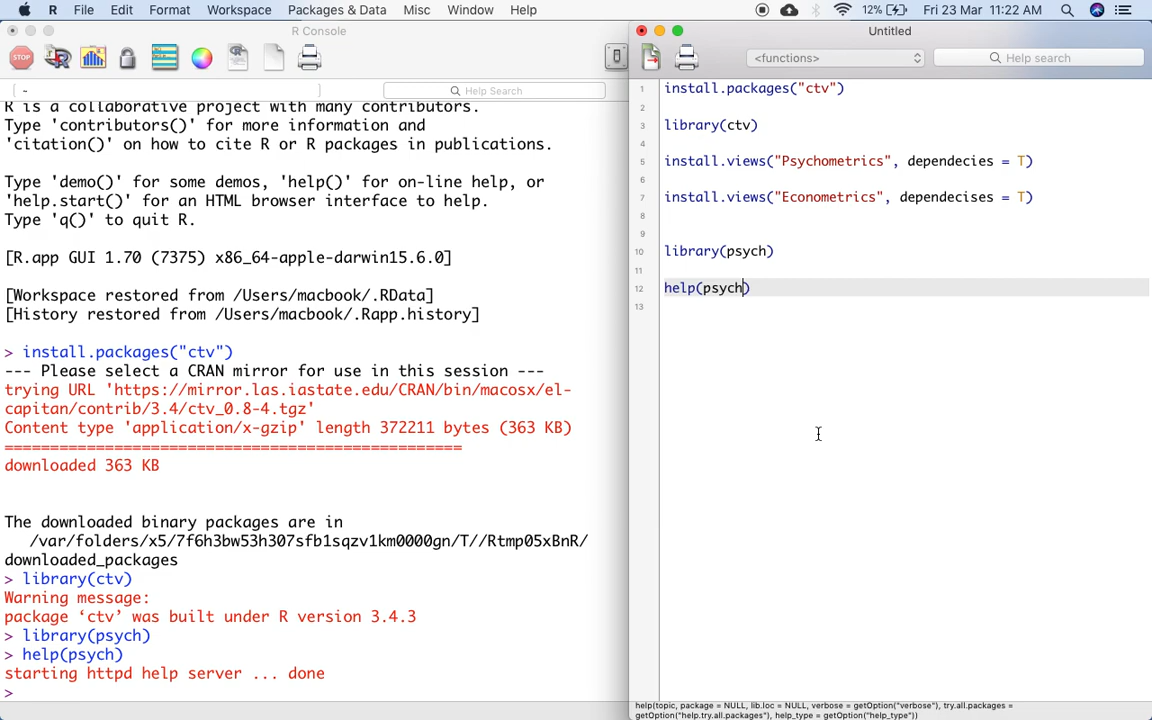 R File Edit Format Workspace Packages & Data Misc Window Help 12% Fri 23 Mar 11:22 AM
R Console
STOP
~ Help Search
R is a collaborative project with many contributors.
Type 'contributors()' for more information and
'citation()' on how to cite R or R packages in publications.
Type 'demo()' for some demos, 'help()' for on-line help, or
'help.start()' for an HTML browser interface to help.
Type 'q()' to quit R.
[R.app GUI 1.70 (7375) x86_64-apple-darwin15.6.0]
[Workspace restored from /Users/macbook/.RData]
[History restored from /Users/macbook/.Rapp.history]
> install.packages("ctv")
--- Please select a CRAN mirror for use in this session ---
trying URL 'https://mirror.las.iastate.edu/CRAN/bin/macosx/el-
capitan/contrib/3.4/ctv_0.8-4.tgz'
Content type 'application/x-gzip' length 372211 bytes (363 KB)
==================================================
downloaded 363 KB
The downloaded binary packages are in
/var/folders/x5/7f6h3bw53h307sfb1sqzv1km0000gn/T//Rtmp05xBnR/
downloaded_packages
> library(ctv)
Warning message:
package ‘ctv’ was built under R version 3.4.3
> library(psych)
> help(psych)
starting httpd help server ... done
>
Untitled
<functions> Help search
1 install.packages("ctv")
2
3 library(ctv)
4
5 install.views("Psychometrics", dependecies = T)
6
7 install.views("Econometrics", dependecises = T)
8
9
10 library(psych)
11
12 help(psych)
13
help(topic, package = NULL, lib.loc = NULL, verbose = getOption("verbose"), try.all.packages =
getOption("help.try.all.packages"), help_type = getOption("help_type"))